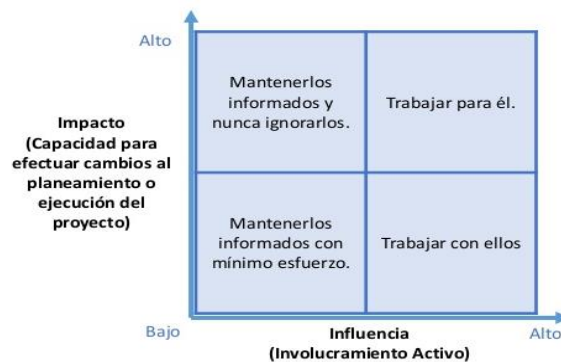 Alto
Mantenerlos
informados y
nunca ignorarlos.
Trabajar para él.
Impacto
(Capacidad para
efectuar cambios al
planeamiento o
ejecución del
proyecto)
Mantenerlos
informados con
mínimo esfuerzo.
Trabajar con ellos
Bajo
Influencia
(Involucramiento Activo)
Alto